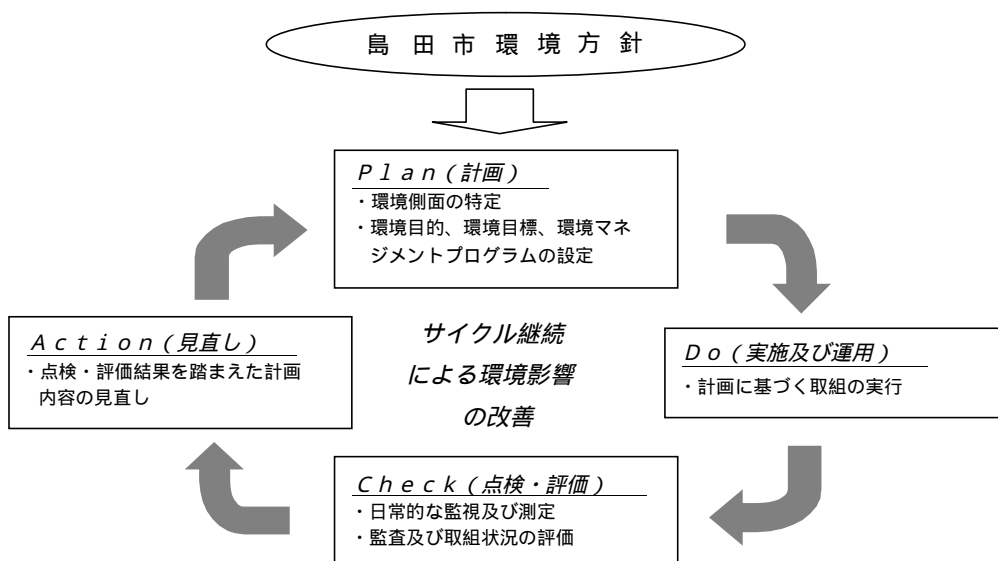 島田市環境方針
Ｐｌａｎ（計画）
・環境側面の特定
・環境目的、環境目標、環境マネ
ジメントプログラムの設定
Ｄｏ（実施及び運用）
・計画に基づく取組の実行
Ｃｈｅｃｋ（点検・評価）
・日常的な監視及び測定
・監査及び取組状況の評価
Ａｃｔｉｏｎ（見直し）
・点検・評価結果を踏まえた計画
内容の見直し
サイクル継続
による環境影響
の改善